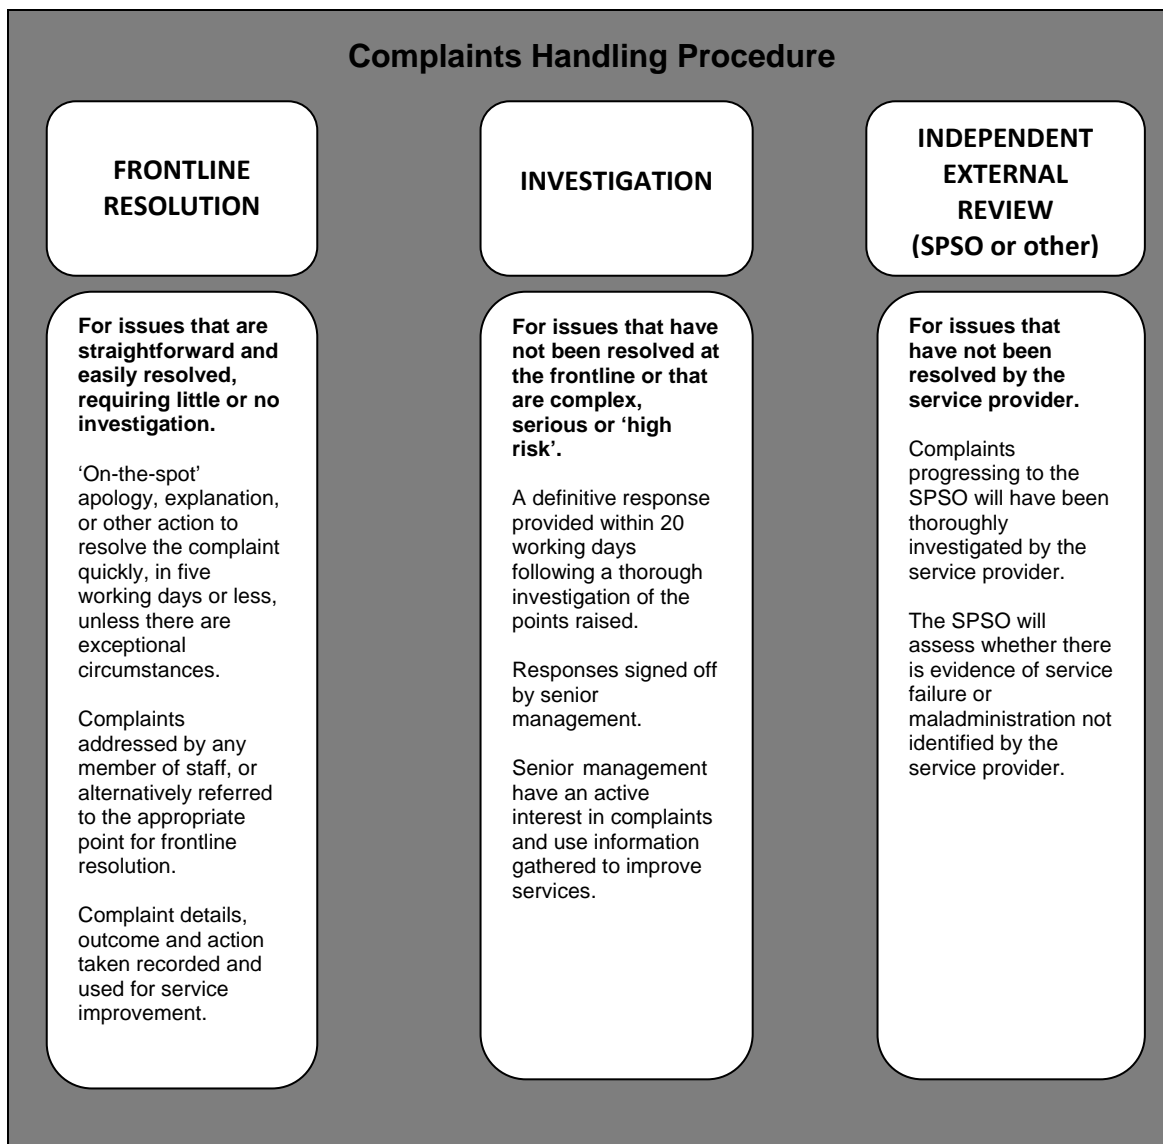 Complaints Handling Procedure
FRONTLINE
RESOLUTION
For issues that are
straightforward and
easily resolved,
requiring little or no
investigation.
‘On-the-spot’
apology, explanation,
or other action to
resolve the complaint
quickly, in five
working days or less,
unless there are
exceptional
circumstances.
Complaints
addressed by any
member of staff, or
alternatively referred
to the appropriate
point for frontline
resolution.
Complaint details,
outcome and action
taken recorded and
used for service
improvement.
INVESTIGATION
For issues that have
not been resolved at
the frontline or that
are complex,
serious or ‘high
risk’.
A definitive response
provided within 20
working days
following a thorough
investigation of the
points raised.
Responses signed off
by senior
management.
Senior management
have an active
interest in complaints
and use information
gathered to improve
services.
INDEPENDENT
EXTERNAL
REVIEW
(SPSO or other)
For issues that
have not been
resolved by the
service provider.
Complaints
progressing to the
SPSO will have been
thoroughly
investigated by the
service provider.
The SPSO will
assess whether there
is evidence of service
failure or
maladministration not
identified by the
service provider.